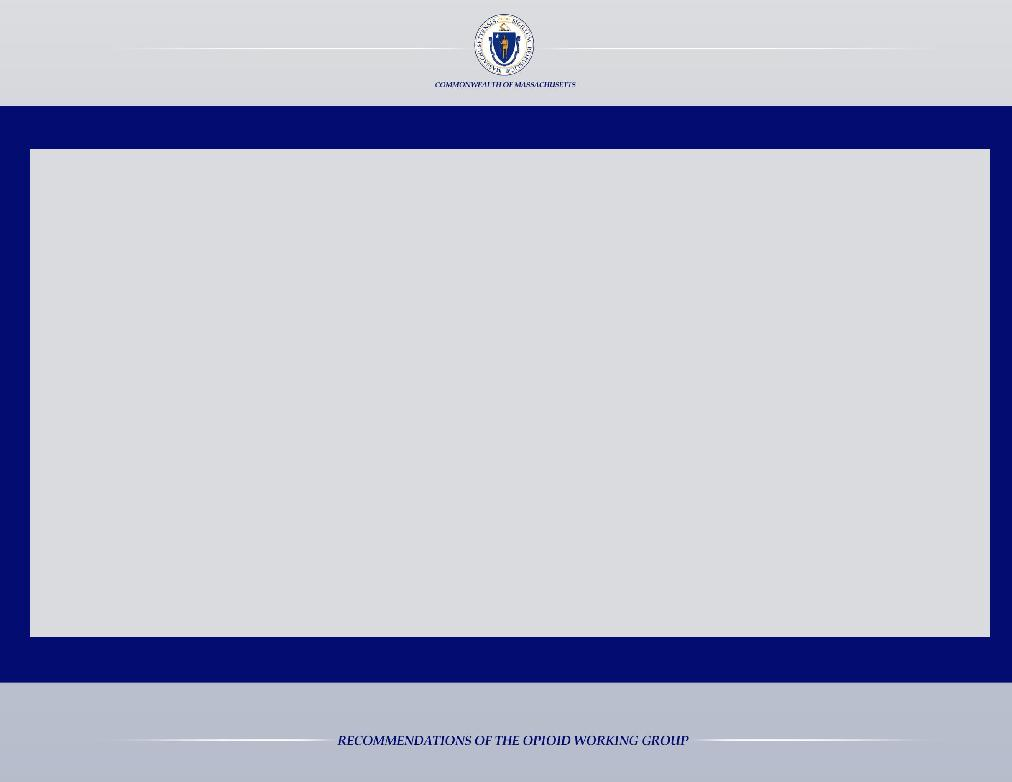 COMMONWEALTH OF MASSACHUSETTS
RECOMMENDATIONS OF THE OPIOID WORKING GROUP